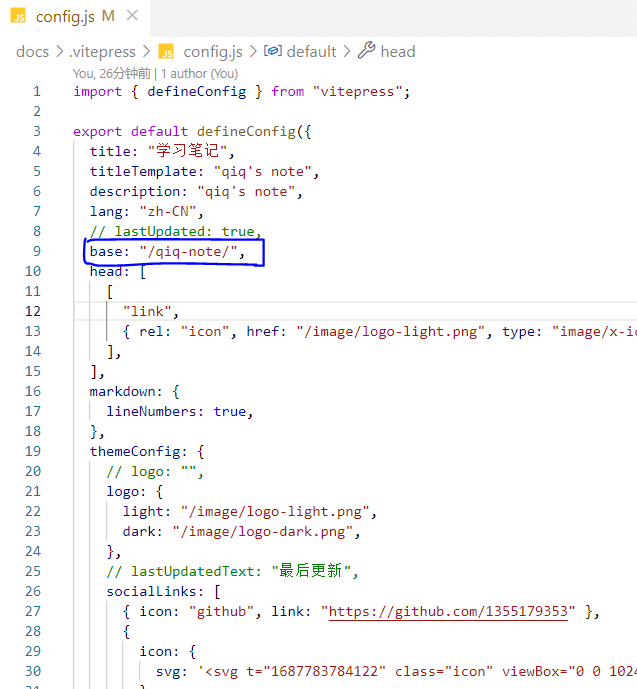 config.js M
docs > .vitepress > config.js > default > head
You, 26分钟前 | 1 author (You)
1 import { defineConfig } from "vitepress";
2
3 export default defineConfig({
4 title: "学习笔记",
5 titleTemplate: "qiq's note",
6 description: "qiq's note",
7 lang: "zh-CN",
8 // lastUpdated: true,
9 base: "/qiq-note/",
10 head: [
11 [
12 "link",
13 { rel: "icon", href: "/image/logo-light.png", type: "image/x-ic
14 ],
15 ],
16 markdown: {
17 lineNumbers: true,
18 },
19 themeConfig: {
20 // logo: "",
21 logo: {
22 light: "/image/logo-light.png",
23 dark: "/image/logo-dark.png",
24 },
25 // lastUpdatedText: "最后更新",
26 socialLinks: [
27 { icon: "github", link: "https://github.com/1355179353" },
28 {
29 icon: {
30 svg: '<svg t="1687783784122" class="icon" viewBox="0 0 1024